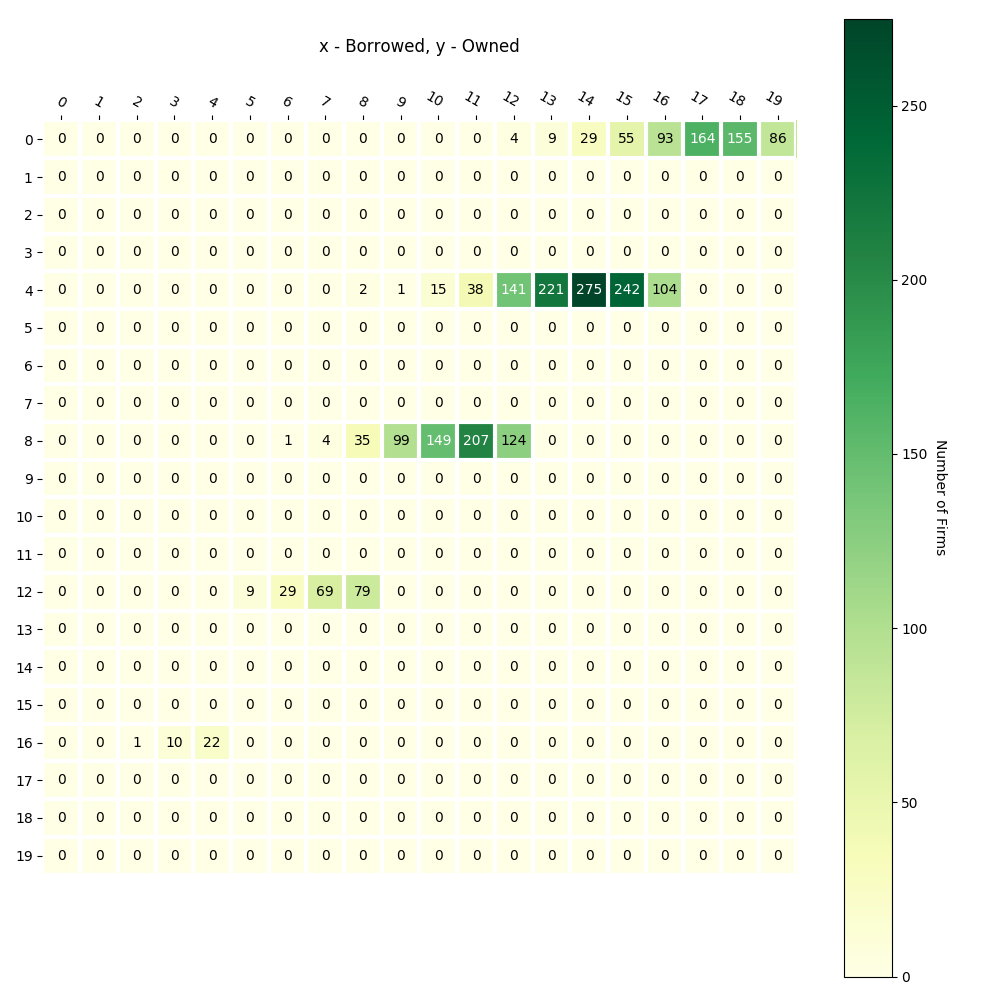 x - Borrowed, y - Owned
0 1 2 3 4 5 6 7 8 9 10 11 12 13 14 15 16 17 18 19
0 0 0 0 0 0 0 0 0 0 0 0 0 4 9 29 55 93 164 155 86
1 0 0 0 0 0 0 0 0 0 0 0 0 0 0 0 0 0 0 0 0
2 0 0 0 0 0 0 0 0 0 0 0 0 0 0 0 0 0 0 0 0
3 0 0 0 0 0 0 0 0 0 0 0 0 0 0 0 0 0 0 0 0
4 0 0 0 0 0 0 0 0 2 1 15 38 141 221 275 242 104 0 0 0
5 0 0 0 0 0 0 0 0 0 0 0 0 0 0 0 0 0 0 0 0
6 0 0 0 0 0 0 0 0 0 0 0 0 0 0 0 0 0 0 0 0
7 0 0 0 0 0 0 0 0 0 0 0 0 0 0 0 0 0 0 0 0
8 0 0 0 0 0 0 1 4 35 99 149 207 124 0 0 0 0 0 0 0
9 0 0 0 0 0 0 0 0 0 0 0 0 0 0 0 0 0 0 0 0
10 0 0 0 0 0 0 0 0 0 0 0 0 0 0 0 0 0 0 0 0
11 0 0 0 0 0 0 0 0 0 0 0 0 0 0 0 0 0 0 0 0
12 0 0 0 0 0 9 29 69 79 0 0 0 0 0 0 0 0 0 0 0
13 0 0 0 0 0 0 0 0 0 0 0 0 0 0 0 0 0 0 0 0
14 0 0 0 0 0 0 0 0 0 0 0 0 0 0 0 0 0 0 0 0
15 0 0 0 0 0 0 0 0 0 0 0 0 0 0 0 0 0 0 0 0
16 0 0 1 10 22 0 0 0 0 0 0 0 0 0 0 0 0 0 0 0
17 0 0 0 0 0 0 0 0 0 0 0 0 0 0 0 0 0 0 0 0
18 0 0 0 0 0 0 0 0 0 0 0 0 0 0 0 0 0 0 0 0
19 0 0 0 0 0 0 0 0 0 0 0 0 0 0 0 0 0 0 0 0
250
200
150
100
50
0
Number of Firms